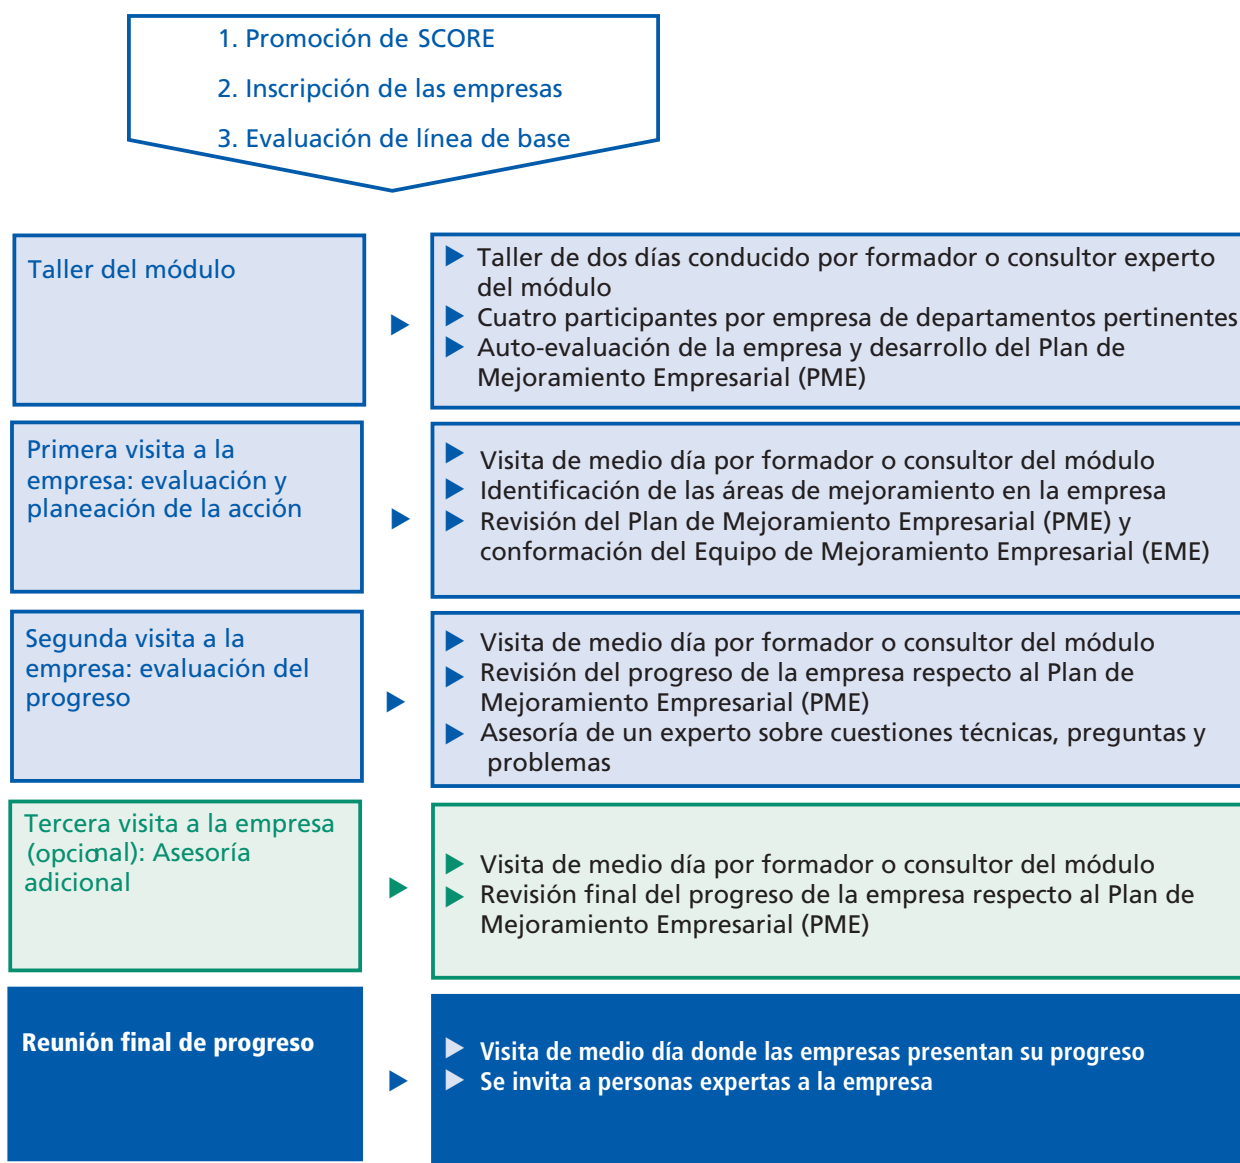 1. Promoción de SCORE
2. Inscripción de las empresas
3. Evaluación de línea de base
Taller del módulo
Taller de dos días conducido por formador o consultor experto
del módulo
Cuatro participantes por empresa de departamentos pertinentes
Auto-evaluación de la empresa y desarrollo del Plan de
Mejoramiento Empresarial (PME)
Primera visita a la
empresa: evaluación y
planeación de la acción
Visita de medio día por formador o consultor del módulo
Identificación de las áreas de mejoramiento en la empresa
Revisión del Plan de Mejoramiento Empresarial (PME) y
conformación del Equipo de Mejoramiento Empresarial (EME)
Segunda visita a la
empresa: evaluación del
progreso
Visita de medio día por formador o consultor del módulo
Revisión del progreso de la empresa respecto al Plan de
Mejoramiento Empresarial (PME)
Asesoría de un experto sobre cuestiones técnicas, preguntas y
problemas
Tercera visita a la empresa
(opcional): Asesoría
adicional
Visita de medio día por formador o consultor del módulo
Revisión final del progreso de la empresa respecto al Plan de
Mejoramiento Empresarial (PME)
Reunión final de progreso
Visita de medio día donde las empresas presentan su progreso
Se invita a personas expertas a la empresa